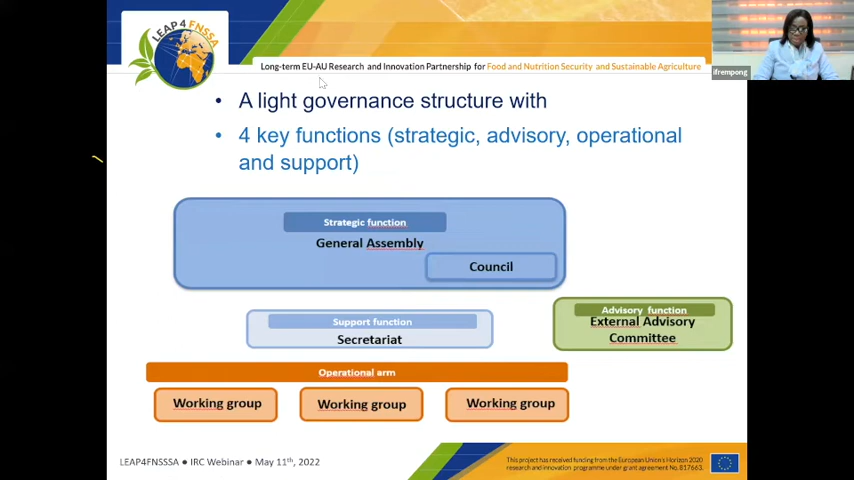 LEAP 4 FNSSA
Long-term EU-AU Research and Innovation Partnership for Food and Nutrition Security and Sustainable Agriculture
ifrempong
• A light governance structure with
• 4 key functions (strategic, advisory, operational
and support)
Strategic function
General Assembly
Council
Support function
Secretariat
Advisory function
External Advisory
Committee
Operational arm
Working group
Working group
Working group
LEAP4FNSSSA ● IRC Webinar ● May 11th, 2022
This project has received funding from the European Union's Horizon 2020
research and innovation programme under grant agreement No. 817663.